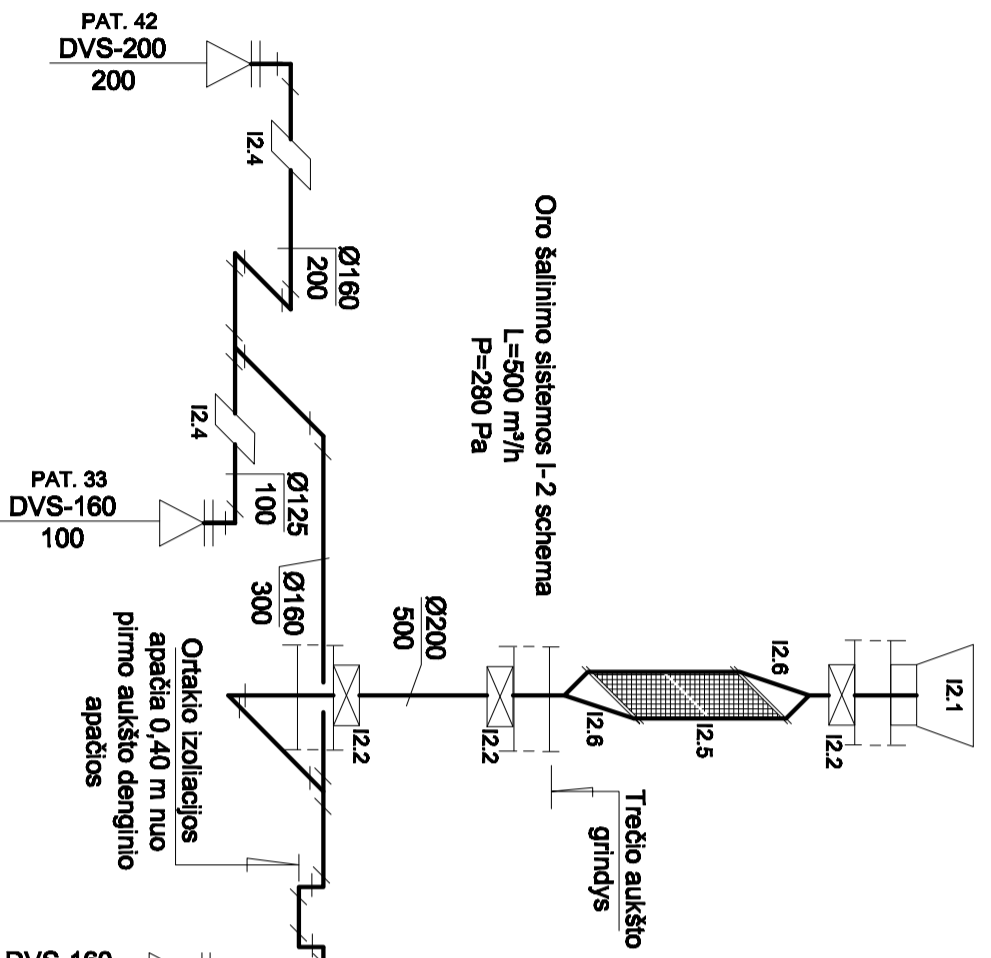 PAT. 42
DVS-200
200
I2.4
Ø160
200
Oro šalinimo sistemos I-2 schema
L=500 m³/h
P=280 Pa
I2.4
PAT. 33
DVS-160
100
Ø125
100
Ø160
300
Ø200
500
I2.1
I2.6
I2.5
I2.6
I2.2
I2.2
I2.2
Trečio aukšto
grindys
Ortakio izoliacijos
apačia 0,40 m nuo
pirmo aukšto denginio
apačios
DVS-160